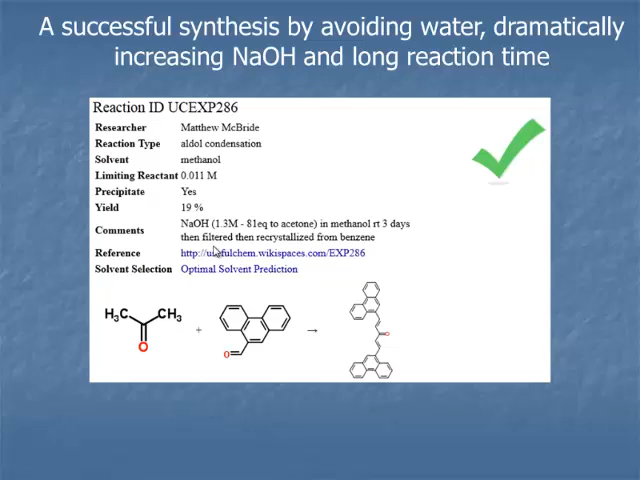 A successful synthesis by avoiding water, dramatically
increasing NaOH and long reaction time
Reaction ID UCEXP286
Researcher Matthew McBride
Reaction Type aldol condensation
Solvent methanol
Limiting Reactant 0.011 M
Precipitate Yes
Yield 19 %
Comments NaOH (1.3M - 81eq to acetone) in methanol rt 3 days
then filtered then recrystallized from benzene
Reference http://usefulchem.wikispaces.com/EXP286
Solvent Selection Optimal Solvent Prediction
H₃C CH₃
O
+
O
→
O